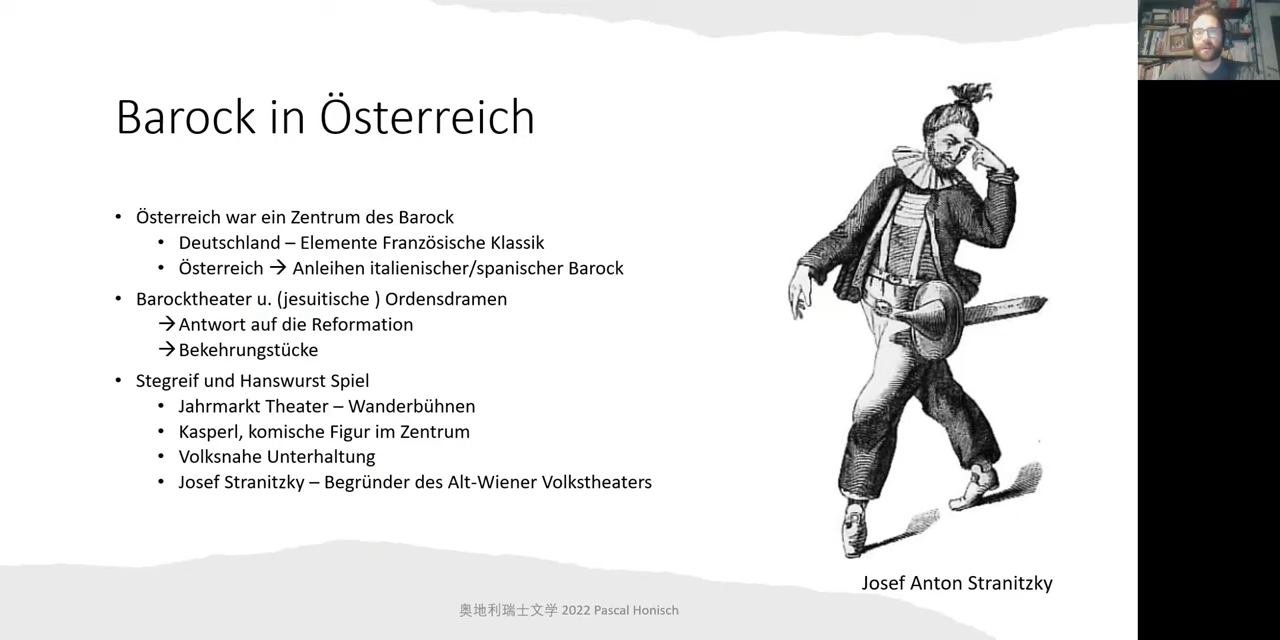 Barock in Österreich
• Österreich war ein Zentrum des Barock
• Deutschland – Elemente Französische Klassik
• Österreich → Anleihen italienischer/spanischer Barock
• Barocktheater u. (jesuitische ) Ordensdramen
→Antwort auf die Reformation
→Bekehrungstücke
• Stegreif und Hanswurst Spiel
• Jahrmarkt Theater – Wanderbühnen
• Kasperl, komische Figur im Zentrum
• Volksnahe Unterhaltung
• Josef Stranitzky – Begründer des Alt-Wiener Volkstheaters
Josef Anton Stranitzky
奥地利瑞士文学 2022 Pascal Honisch